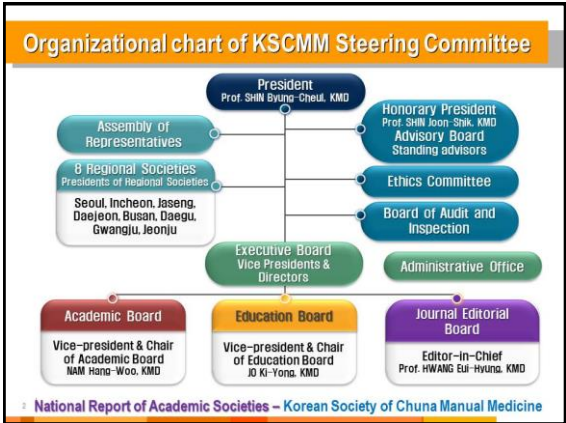 Organizational chart of KSCMM Steering Committee
President
Prof. SHIN Byung-Cheul, KMD
Honorary President
Prof. SHIN Joon-Shik, KMD
Advisory Board
Standing advisors
Assembly of
Representatives
8 Regional Societies
Presidents of Regional Societies
Seoul, Incheon, Jaseng,
Daejeon, Busan, Daegu,
Gwangju, Jeonju
Ethics Committee
Board of Audit and
Inspection
Executive Board
Vice Presidents &
Directors
Administrative Office
Academic Board
Vice-president & Chair
of Academic Board
NAM Hang-Woo, KMD
Education Board
Vice-president & Chair
of Education Board
JO Ki-Yong, KMD
Journal Editorial
Board
Editor-in-Chief
Prof. HWANG Eui-Hyung, KMD
2 National Report of Academic Societies – Korean Society of Chuna Manual Medicine